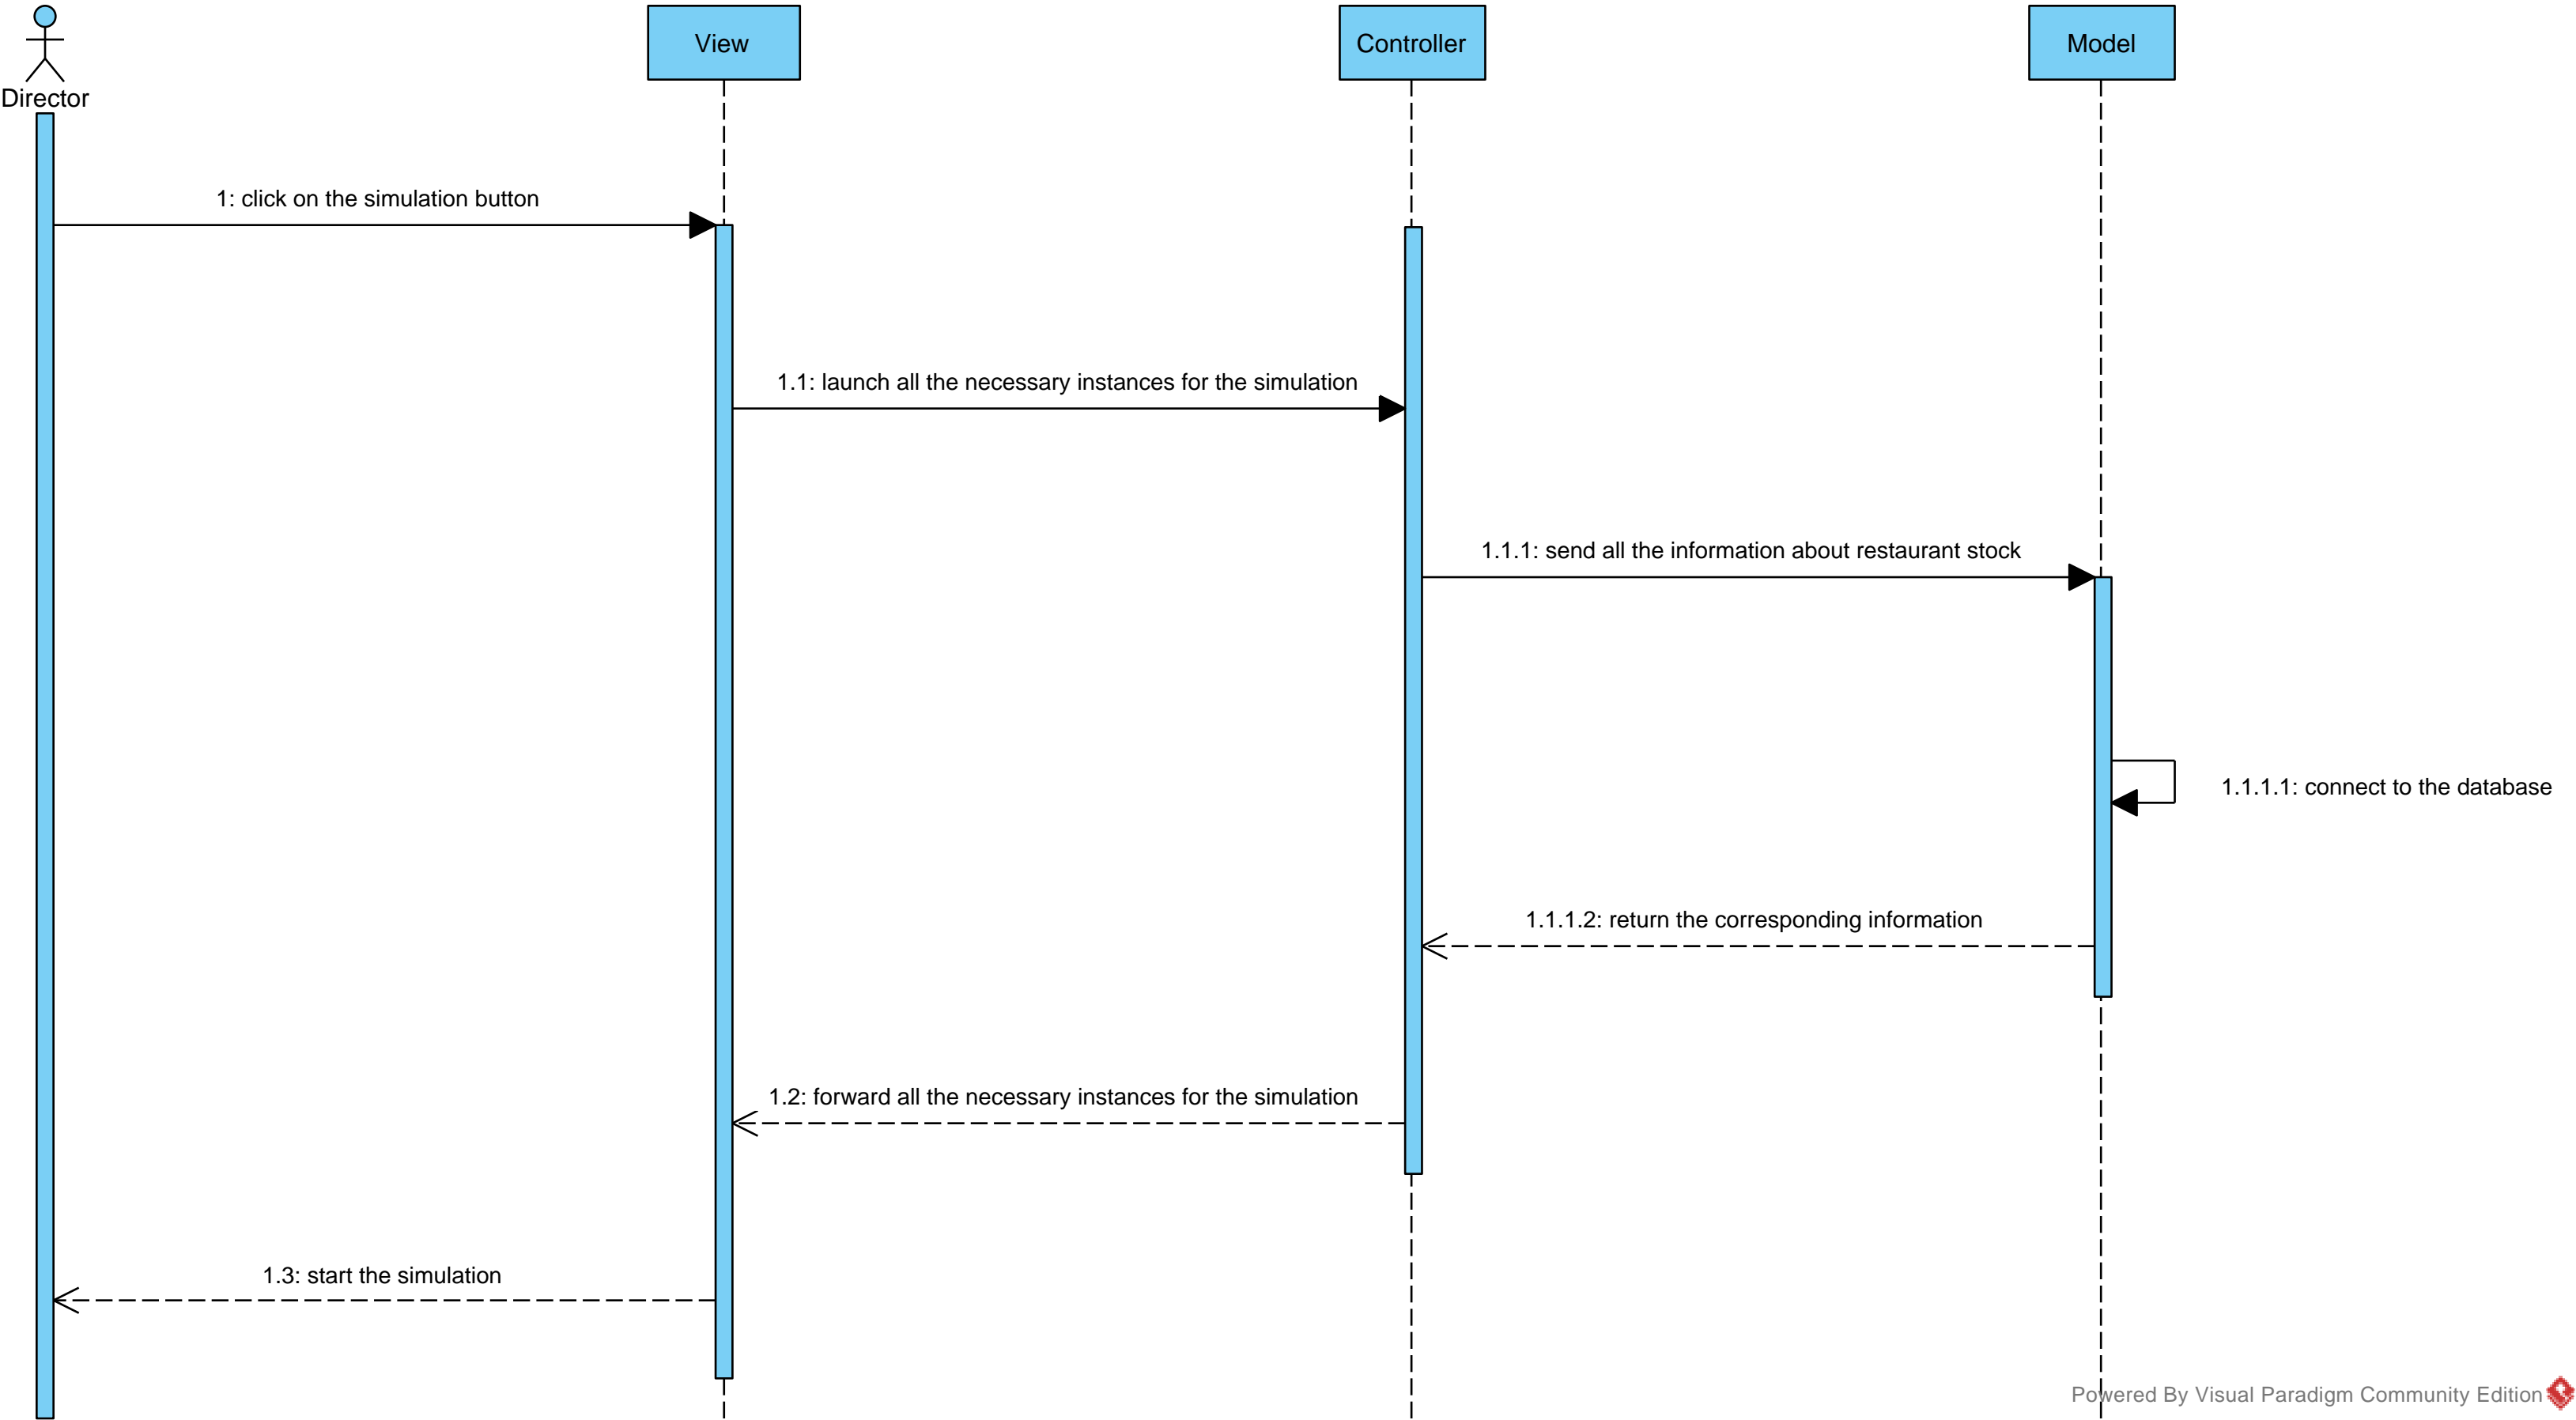 View
Controller
Model
Director
1: click on the simulation button
1.1: launch all the necessary instances for the simulation
1.1.1: send all the information about restaurant stock
1.1.1.1: connect to the database
1.1.1.2: return the corresponding information
1.2: forward all the necessary instances for the simulation
1.3: start the simulation
Powered By Visual Paradigm Community Edition